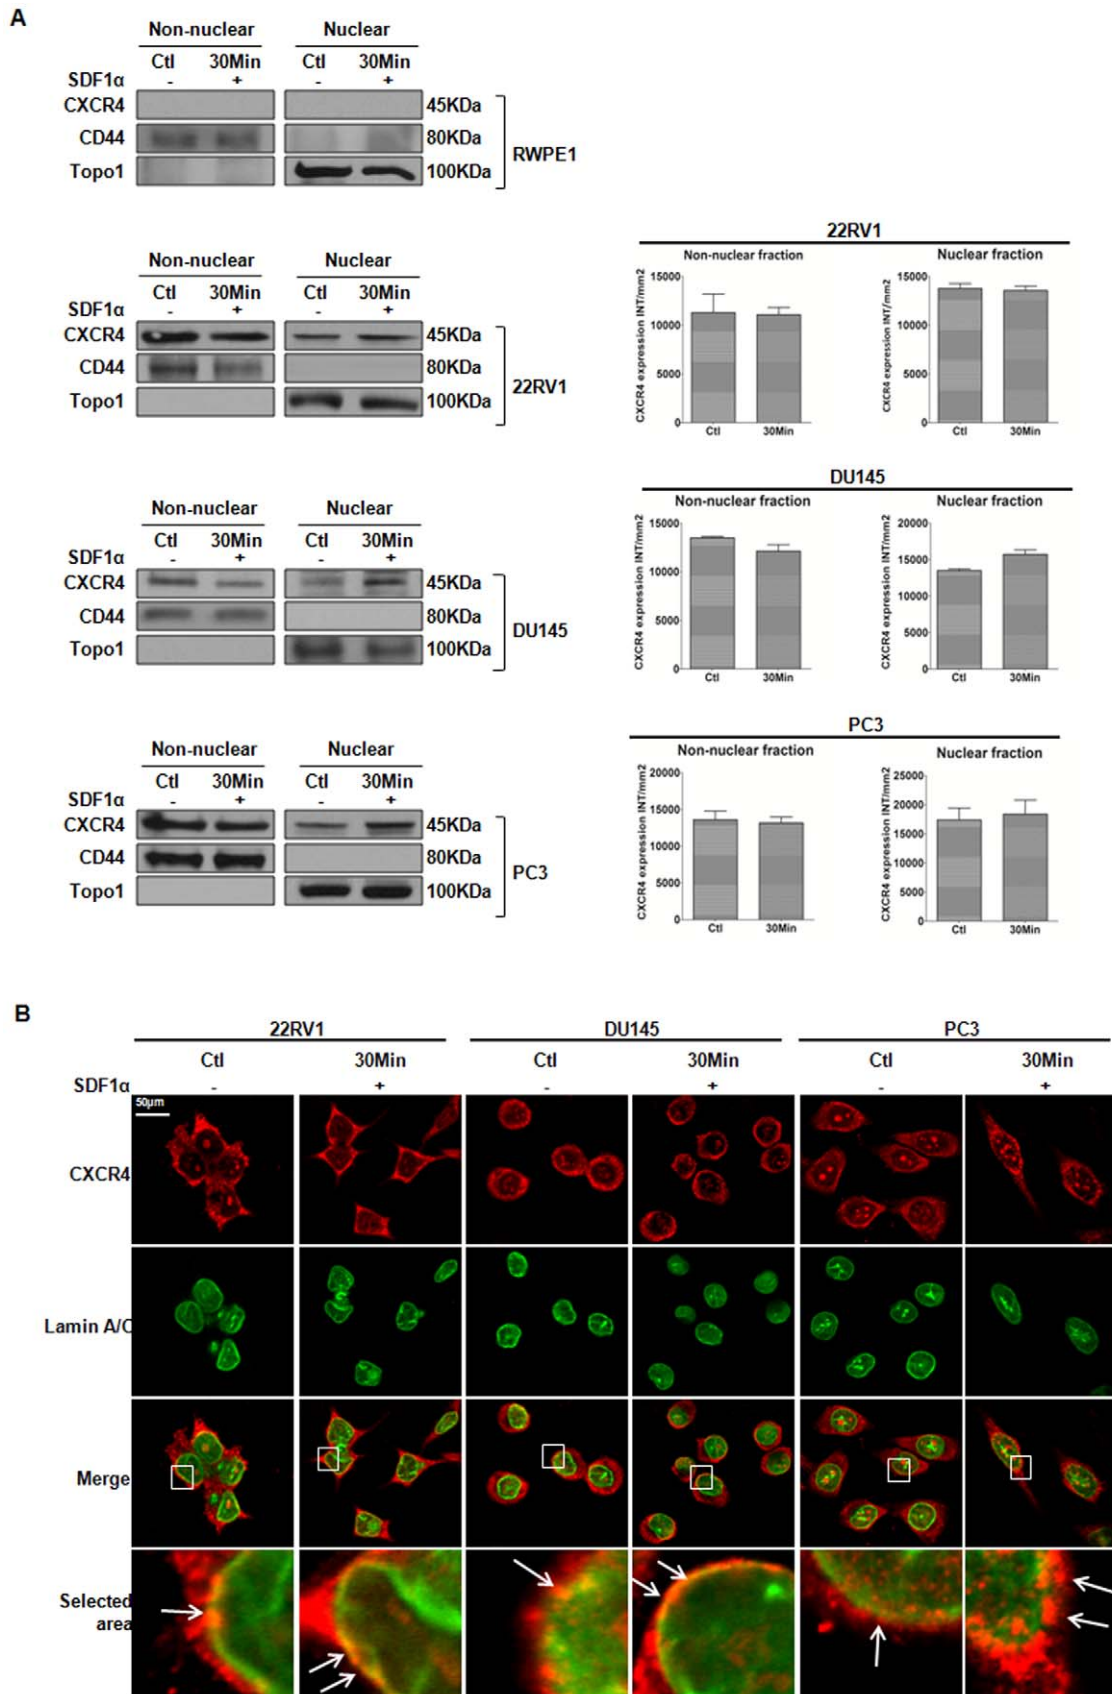 A
Non-nuclear Nuclear
Ctl 30Min Ctl 30Min
SDF1α - + - +
CXCR4 45KDa
CD44 80KDa
Topo1 100KDa
RWPE1
Non-nuclear Nuclear
Ctl 30Min Ctl 30Min
SDF1α - + - +
CXCR4 45KDa
CD44 80KDa
Topo1 100KDa
22RV1
22RV1
Non-nuclear fraction
CXCR4 expression INT/mm2
15000
10000
5000
0
Ctl 30Min
Nuclear fraction
CXCR4 expression INT/mm2
15000
10000
5000
0
Ctl 30Min
Non-nuclear Nuclear
Ctl 30Min Ctl 30Min
SDF1α - + - +
CXCR4 45KDa
CD44 80KDa
Topo1 100KDa
DU145
DU145
Non-nuclear fraction
CXCR4 expression INT/mm2
15000
10000
5000
0
Ctl 30Min
Nuclear fraction
CXCR4 expression INT/mm2
20000
15000
10000
5000
0
Ctl 30Min
Non-nuclear Nuclear
Ctl 30Min Ctl 30Min
SDF1α - + - +
CXCR4 45KDa
CD44 80KDa
Topo1 100KDa
PC3
PC3
Non-nuclear fraction
CXCR4 expression INT/mm2
20000
15000
10000
5000
0
Ctl 30Min
Nuclear fraction
CXCR4 expression INT/mm2
25000
20000
15000
10000
5000
0
Ctl 30Min
B
22RV1 DU145 PC3
Ctl 30Min Ctl 30Min Ctl 30Min
SDF1α - + - + - +
50µm
CXCR4
Lamin A/C
Merge
Selected
area